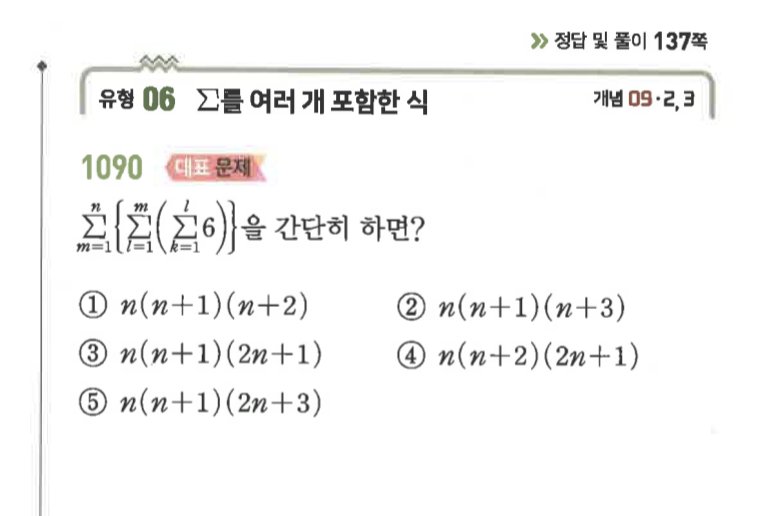 » 정답 및 풀이 137쪽
유형 06 ∑를 여러 개 포함한 식 개념 09·2, 3
1090 대표 문제
\sum_{m=1}^{n}\left\{\sum_{l=1}^{m}\left(\sum_{k=1}^{l}6\right)\right\}을 간단히 하면?
① n(n+1)(n+2) ② n(n+1)(n+3)
③ n(n+1)(2n+1) ④ n(n+2)(2n+1)
⑤ n(n+1)(2n+3)